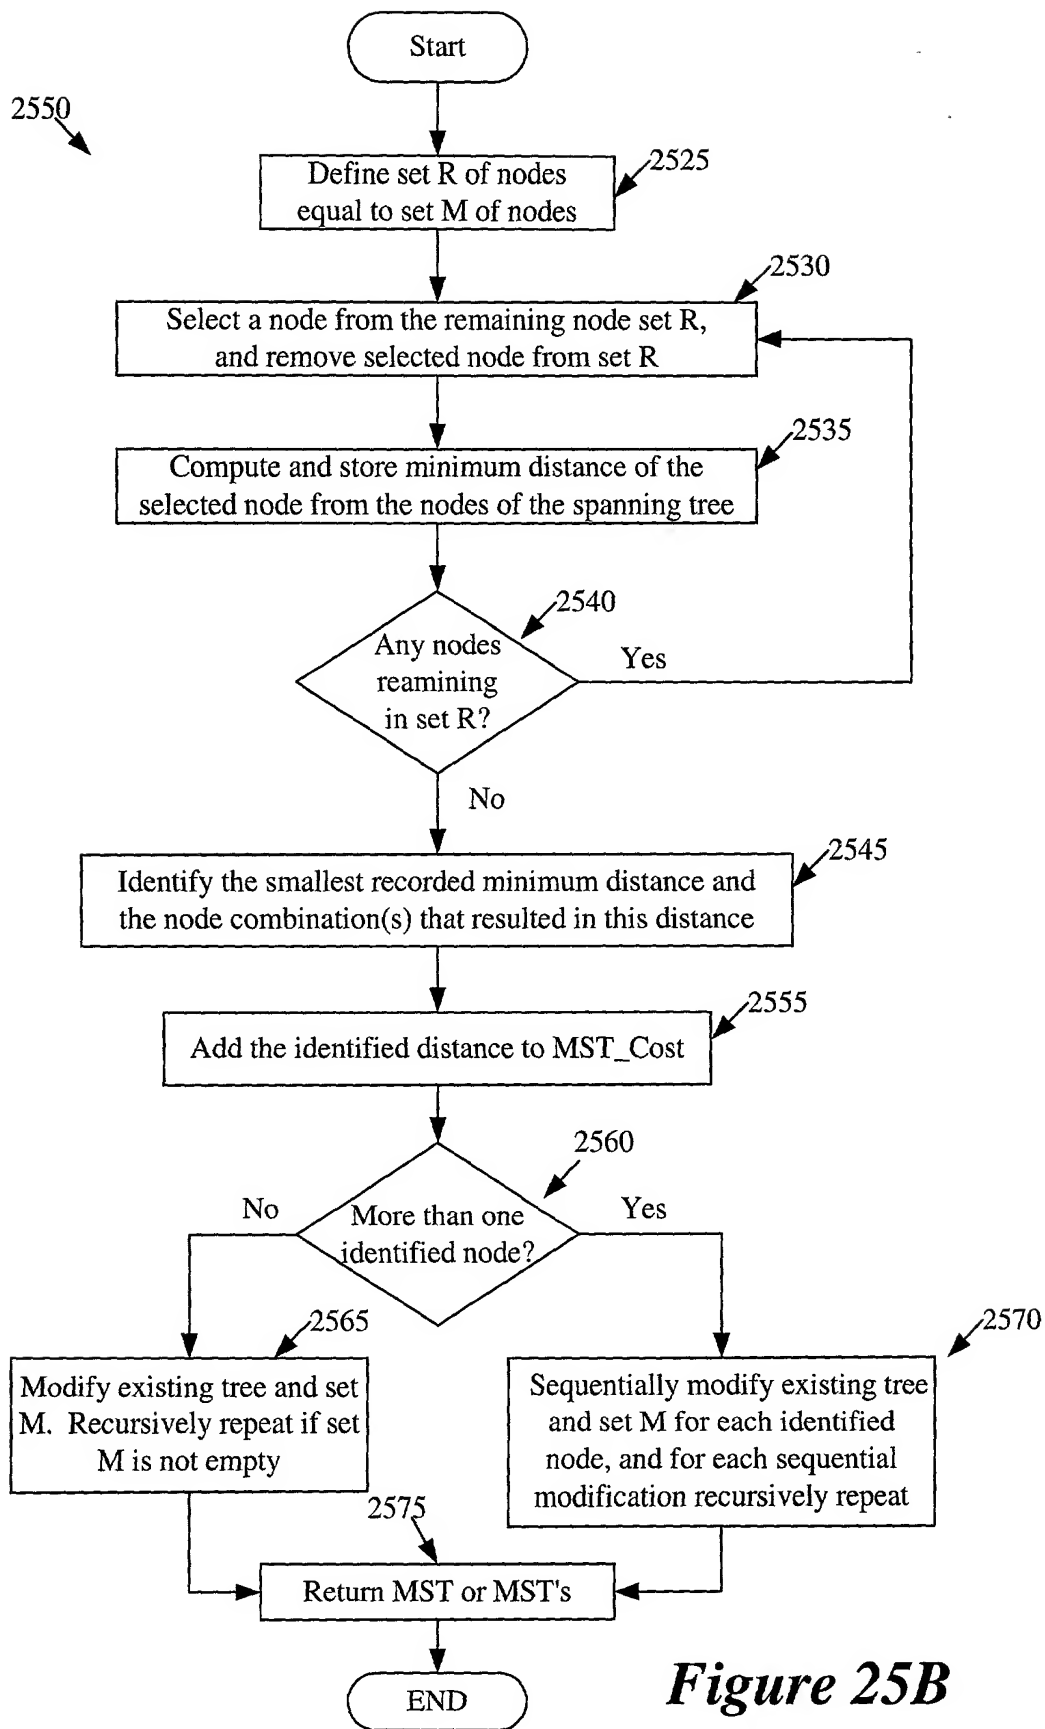 Start
2550
2525
Define set R of nodes
equal to set M of nodes
2530
Select a node from the remaining node set R,
and remove selected node from set R
2535
Compute and store minimum distance of the
selected node from the nodes of the spanning tree
2540
Any nodes
reamining
in set R?
Yes
No
2545
Identify the smallest recorded minimum distance and
the node combination(s) that resulted in this distance
2555
Add the identified distance to MST_Cost
2560
No
More than one
identified node?
Yes
2565
Modify existing tree and set
M. Recursively repeat if set
M is not empty
2570
Sequentially modify existing tree
and set M for each identified
node, and for each sequential
modification recursively repeat
2575
Return MST or MST's
END
Figure 25B